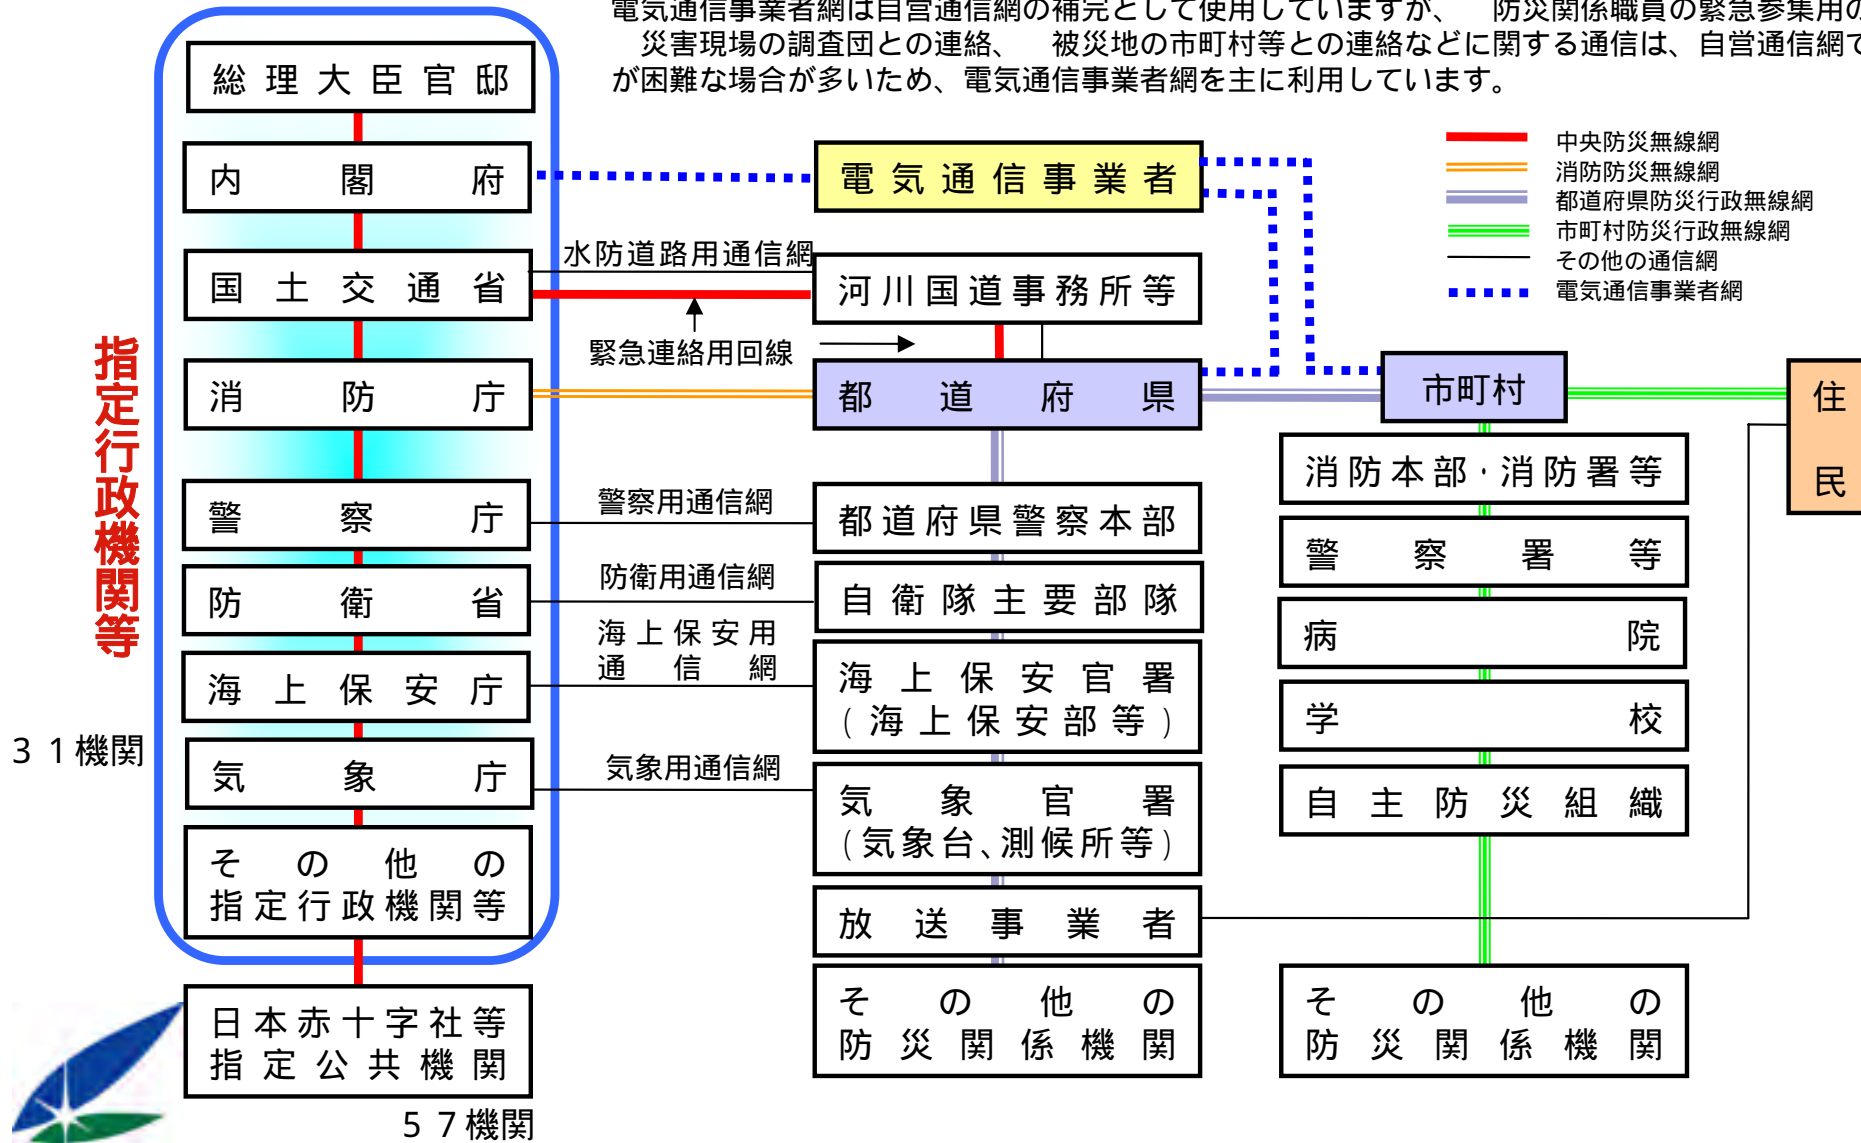 電気通信事業者網は自営通信網の補完として使用していますが、 防災関係職員の緊急参集用の
災害現場の調査団との連絡、 被災地の市町村等との連絡などに関する通信は、自営通信網で
が困難な場合が多いため、電気通信事業者網を主に利用しています。
総理大臣官邸
内閣府
国土交通省
消防庁
警察庁
防衛省
海上保安庁
気象庁
その他の
指定行政機関等
日本赤十字社等
指定公共機関
57機関
指定行政機関等
31機関
水防道路用通信網
緊急連絡用回線
警察用通信網
防衛用通信網
海上保安用
通信網
気象用通信網
電気通信事業者
河川国道事務所等
都道府県
都道府県警察本部
自衛隊主要部隊
海上保安官署
(海上保安部等)
気象官署
(気象台、測候所等)
放送事業者
その他の
防災関係機関
中央防災無線網
消防防災無線網
都道府県防災行政無線網
市町村防災行政無線網
その他の通信網
電気通信事業者網
市町村
消防本部・消防署等
警察署等
病院
学校
自主防災組織
その他の
防災関係機関
住民